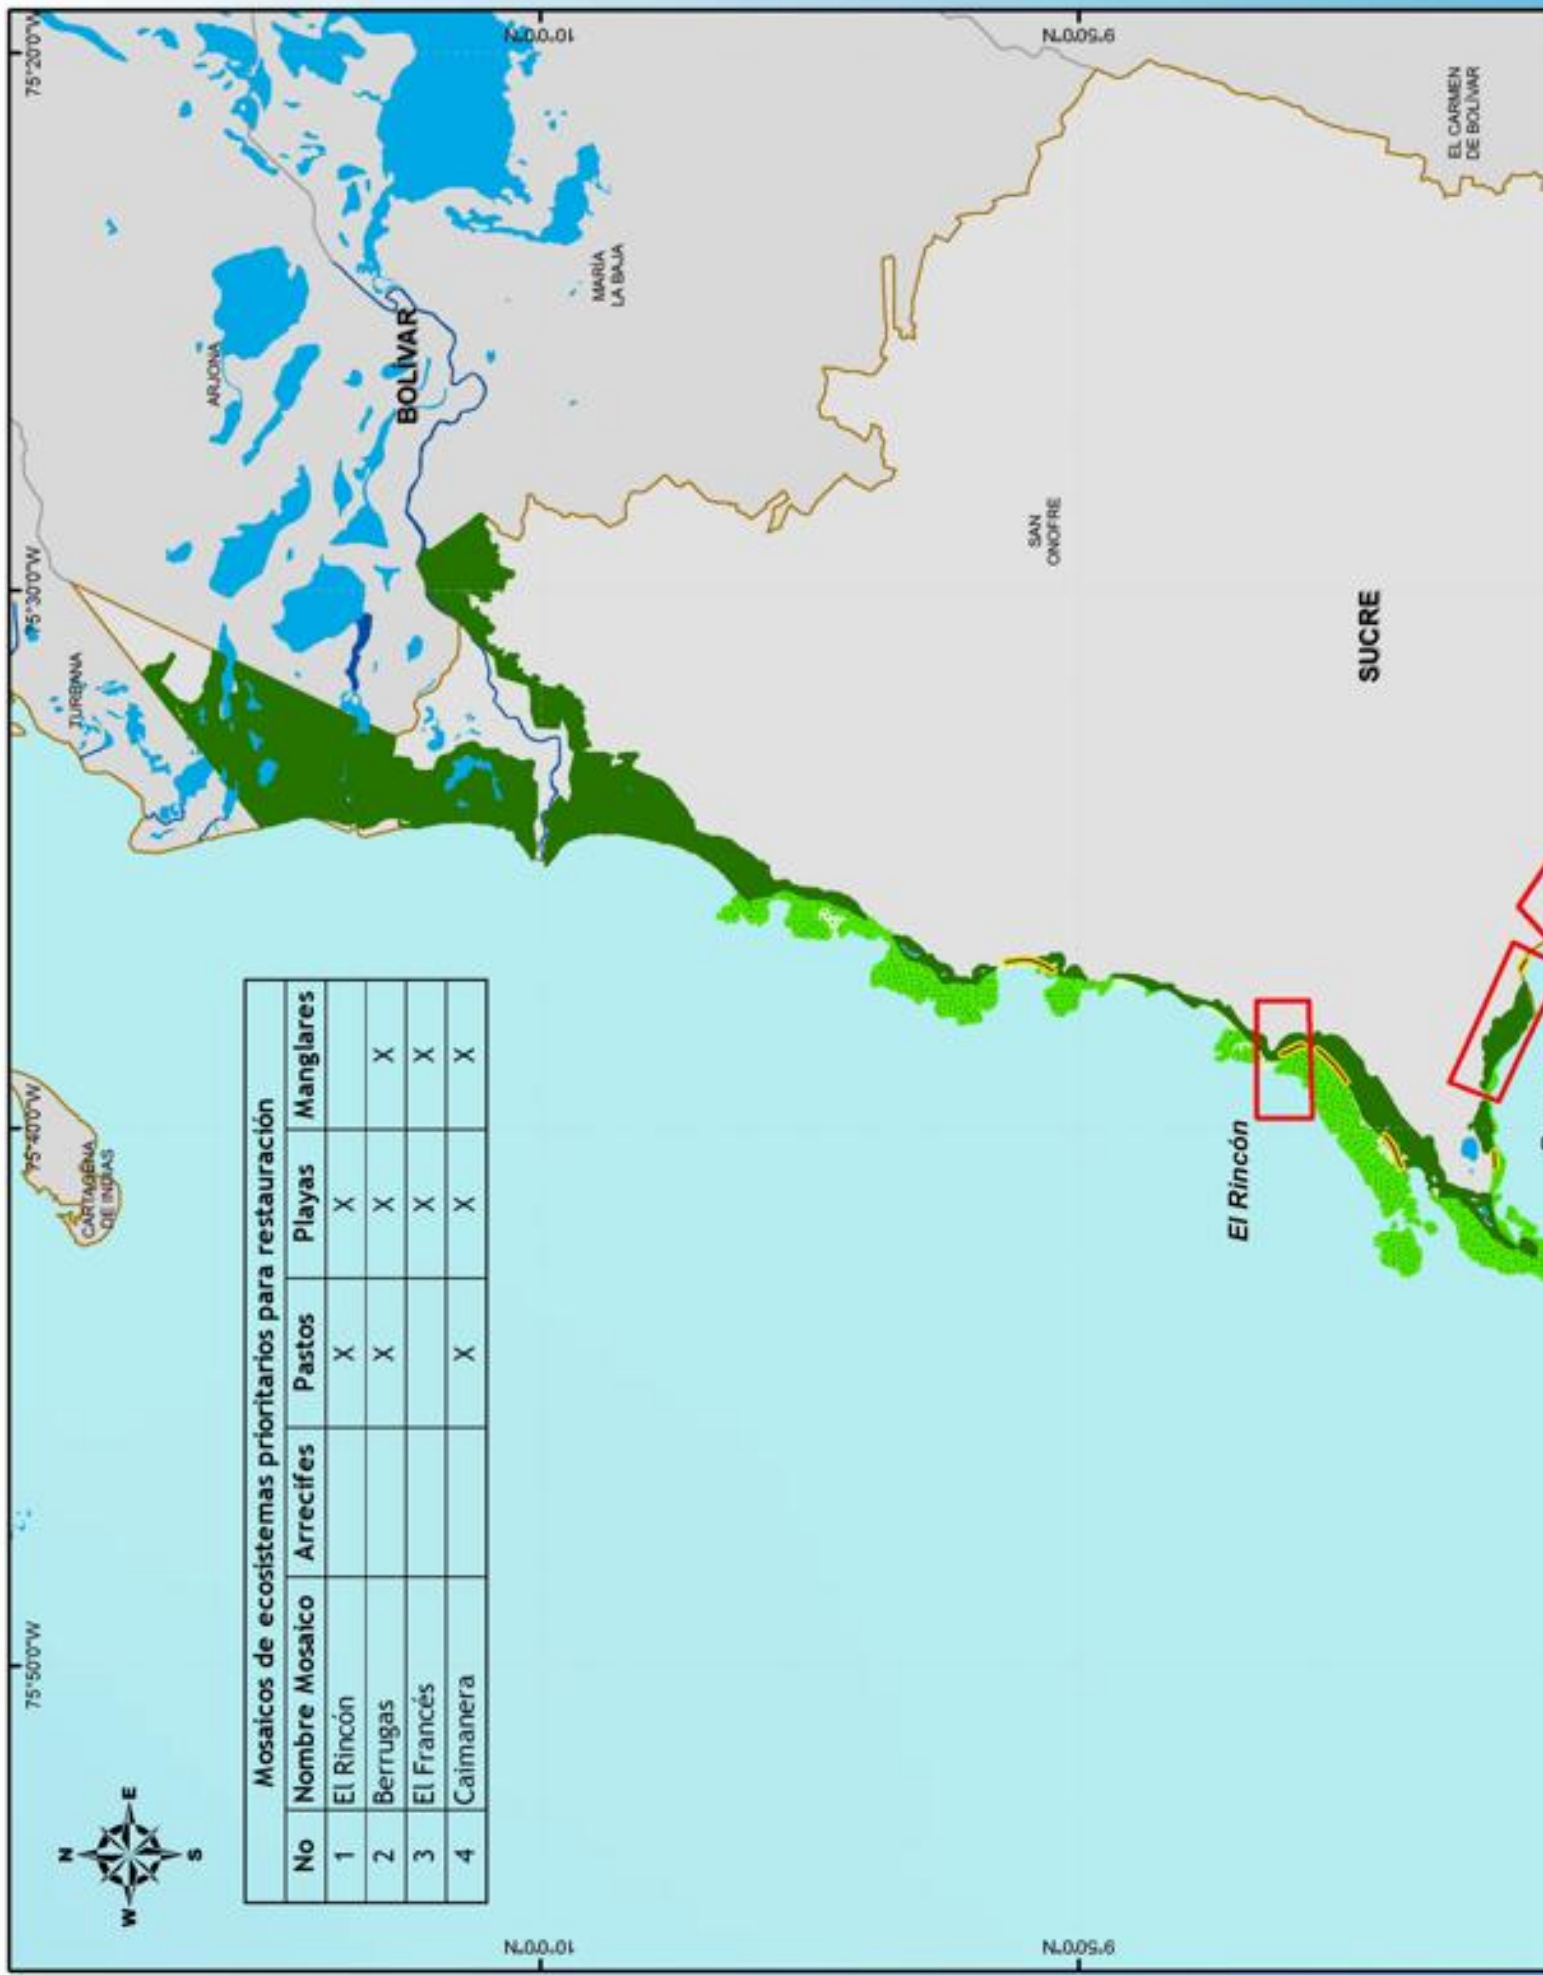 75°50'0"W
75°40'0"W
75°30'0"W
75°20'0"W
N
W
E
S
CARTAGENA
DE INDIAS
TURBANA
ARJONA
Mosaicos de ecosistemas prioritarios para restauración
No Nombre Mosaico Arrecifes Pastos Playas Manglares
1 El Rincón X X
2 Berrugas X X X
3 El Francés X X
4 Caimanera X X X
BOLÍVAR
10°0'0"N
10°0'0"N
MARÍA
LA BAJA
SAN
ONOFRE
9°50'0"N
9°50'0"N
El Rincón
SUCRE
EL CARMEN
DE BOLÍVAR